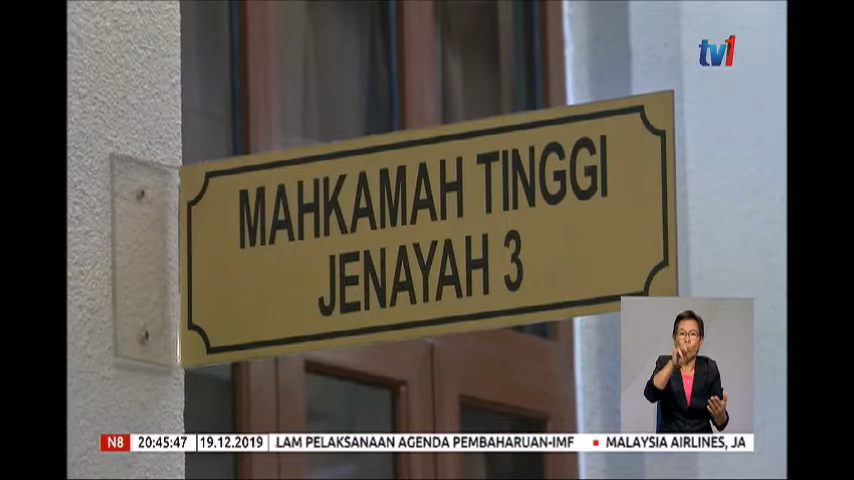 tv1
MAHKAMAH TINGGI
JENAYAH 3
N8 20:45:47 19.12.2019 LAM PELAKSANAAN AGENDA PEMBAHARUAN-IMF ▪ MALAYSIA AIRLINES, JA